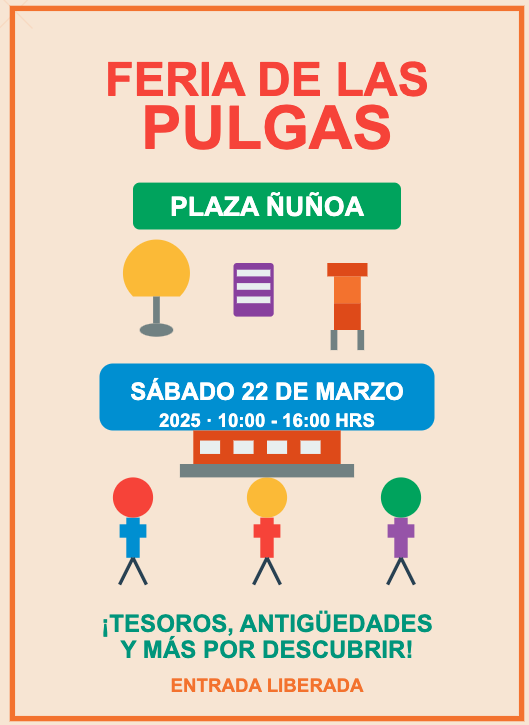 FERIA DE LAS
PULGAS
PLAZA ÑUÑOA
SÁBADO 22 DE MARZO
2025 · 10:00 - 16:00 HRS
¡TESOROS, ANTIGÜEDADES
Y MÁS POR DESCUBRIR!
ENTRADA LIBERADA